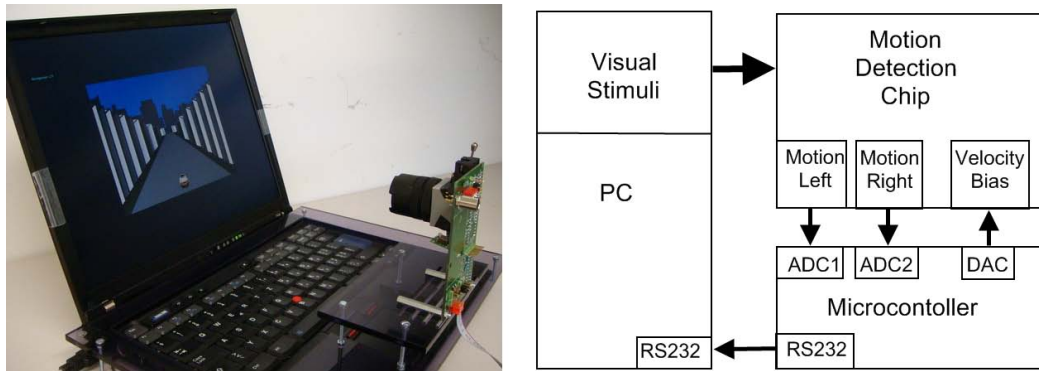 Visual
Stimuli
Motion
Detection
Chip
PC
Motion
Left
Motion
Right
Velocity
Bias
ADC1
ADC2
DAC
Microcontoller
RS232
RS232